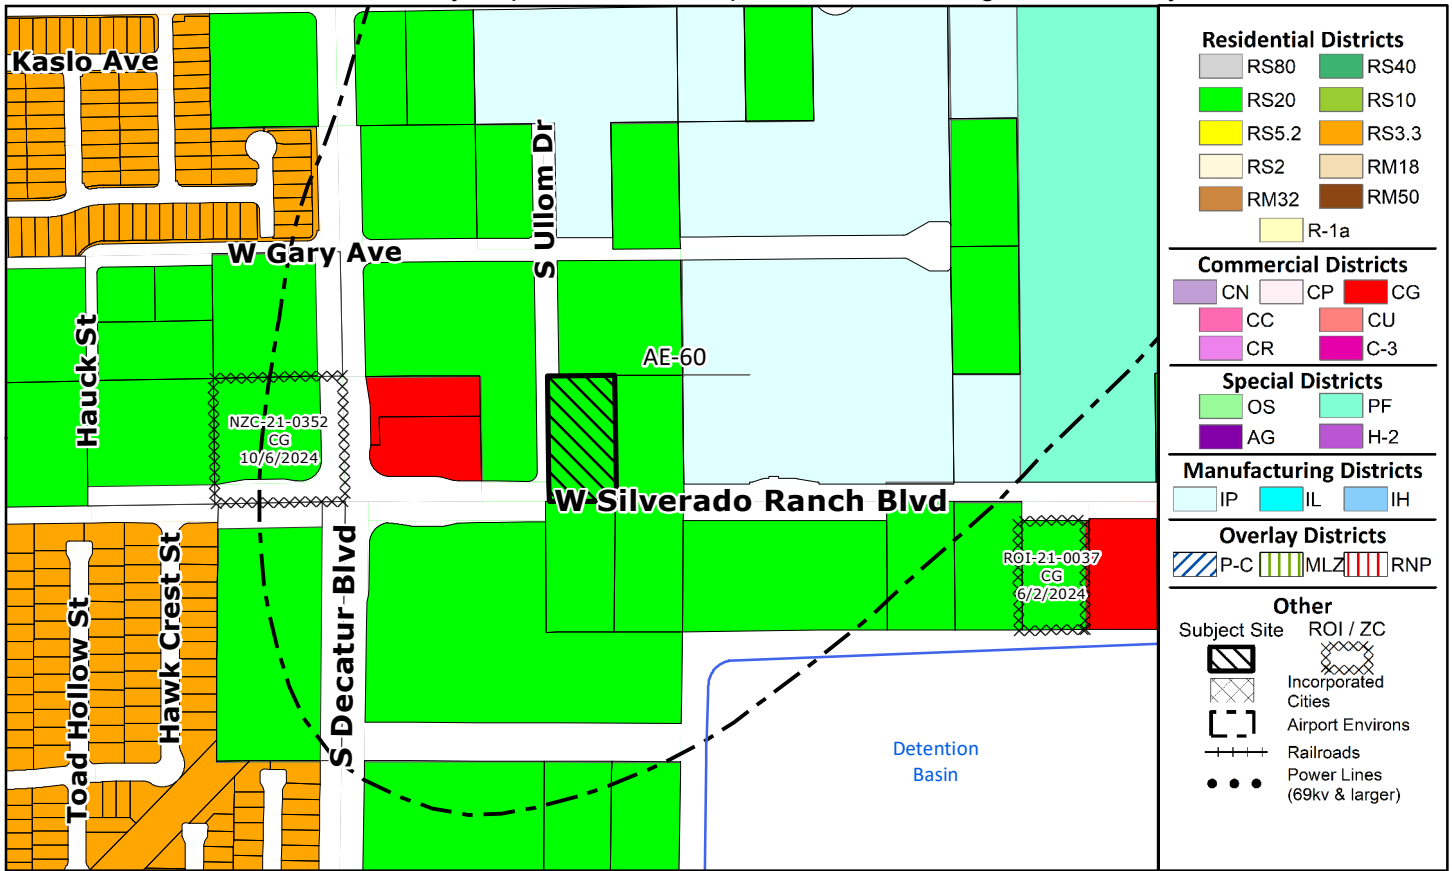 Kaslo Ave
S Ullom Dr
W Gary Ave
Hauck St
AE-60
NZC-21-0352
CG
10/6/2024
W Silverado Ranch Blvd
ROI-21-0037
CG
6/2/2024
Toad Hollow St
Hawk Crest St
S Decatur Blvd
Detention
Basin
Residential Districts
RS80
RS40
RS20
RS10
RS5.2
RS3.3
RS2
RM18
RM32
RM50
R-1a
Commercial Districts
CN
CP
CG
CC
CU
CR
C-3
Special Districts
OS
PF
AG
H-2
Manufacturing Districts
IP
IL
IH
Overlay Districts
P-C
MLZ
RNP
Other
Subject Site
ROI / ZC
Incorporated
Cities
Airport Environs
Railroads
Power Lines
(69kv & larger)